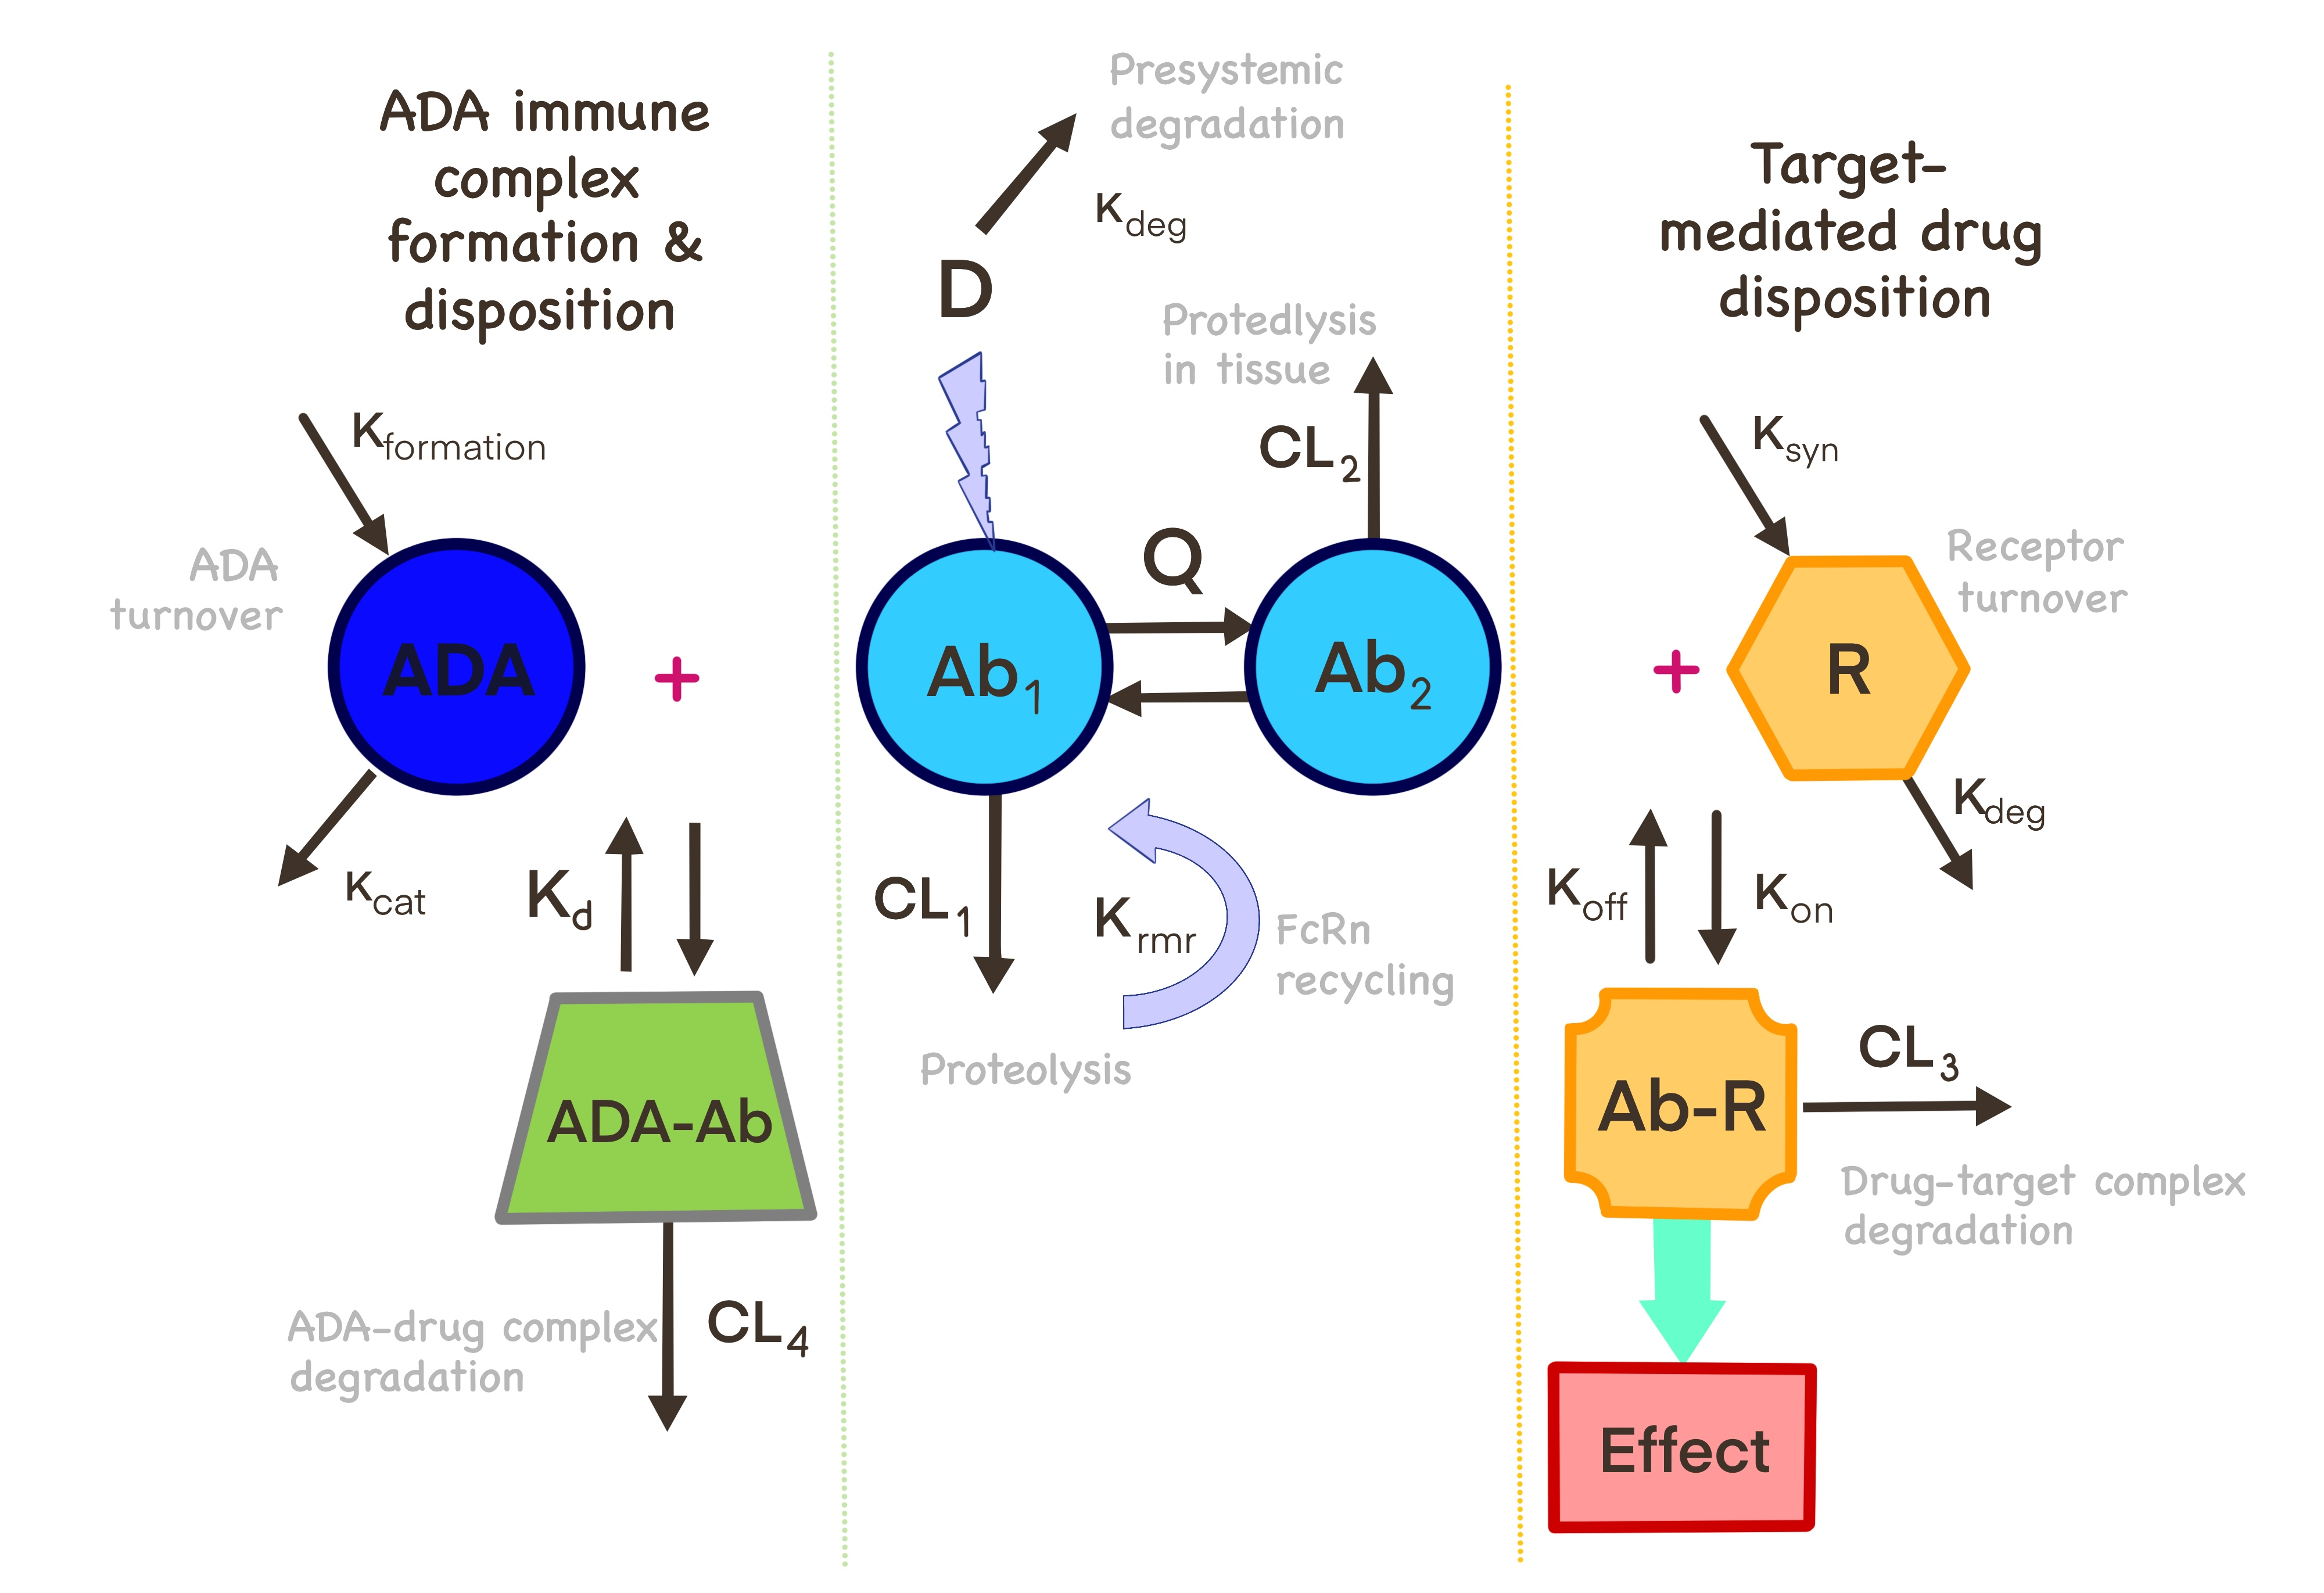 ADA immune
complex
formation &
disposition
Kformation
ADA
turnover
ADA
+
Kcat
Kd
ADA-Ab
ADA-drug complex
degradation
CL4
Presystemic
degradation
Kdeg
D
Protedlysis
in tissue
CL2
Q
Ab1
Ab2
CL1
Krmr
FcRn
recycling
Proteolysis
Target-
mediated drug
disposition
Ksyn
Receptor
turnover
+
R
Kdeg
Koff
Kon
Ab-R
CL3
Drug-target complex
degradation
Effect